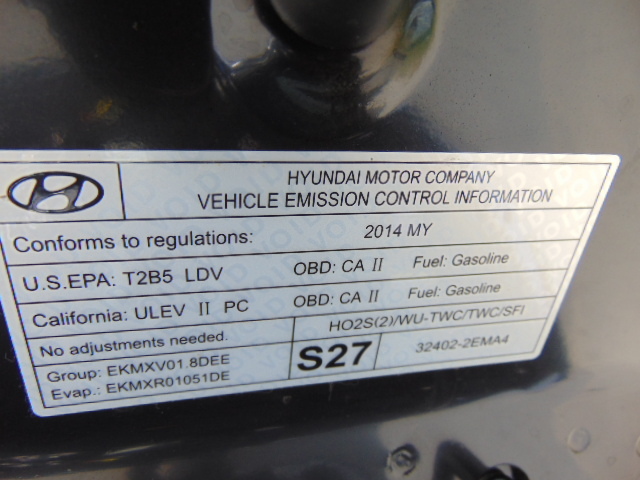 HYUNDAI MOTOR COMPANY
VEHICLE EMISSION CONTROL INFORMATION
Conforms to regulations: 2014 MY
U.S.EPA: T2B5 LDV OBD: CA II Fuel: Gasoline
California: ULEV II PC OBD: CA II Fuel: Gasoline
No adjustments needed. HO2S(2)/WU-TWC/TWC/SFI
Group: EKMXV01.8DEE
Evap.: EKMXR01051DE
S27 32402-2EMA4